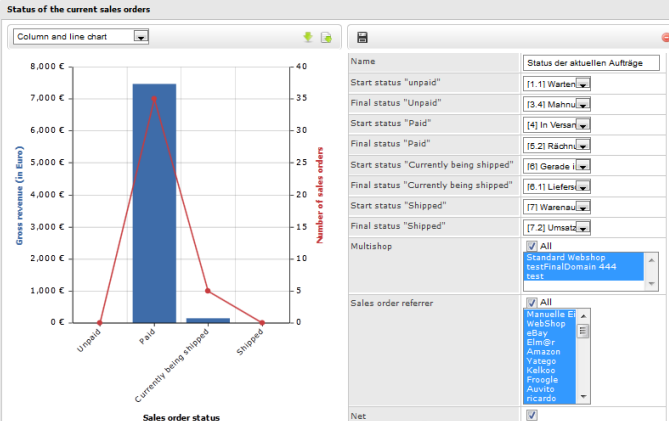 Status of the current sales orders
Column and line chart
8,000 €
7,000 €
6,000 €
5,000 €
4,000 €
3,000 €
2,000 €
1,000 €
0 €
Gross revenue (in Euro)
40
35
30
25
20
15
10
5
0
Number of sales orders
Unpaid
Paid
Currently being shipped
Shipped
Sales order status
Name
Status der aktuellen Aufträge
Start status "unpaid"
[1.1] Warten
Final status "Unpaid"
[3.4] Mahnu
Start status "Paid"
[4] In Versan
Final status "Paid"
[5.2] Rächnu
Start status "Currently being shipped"
[6] Gerade i
Final status "Currently being shipped"
[6.1] Liefers
Start status "Shipped"
[7] Warenau
Final status "Shipped"
[7.2] Umsatz
Multishop
All
Standard Webshop
testFinalDomain 444
test
Sales order referrer
All
Manuelle Ei
WebShop
eBay
Elm@r
Amazon
Yatego
Kelkoo
Froogle
Auvito
ricardo
Net